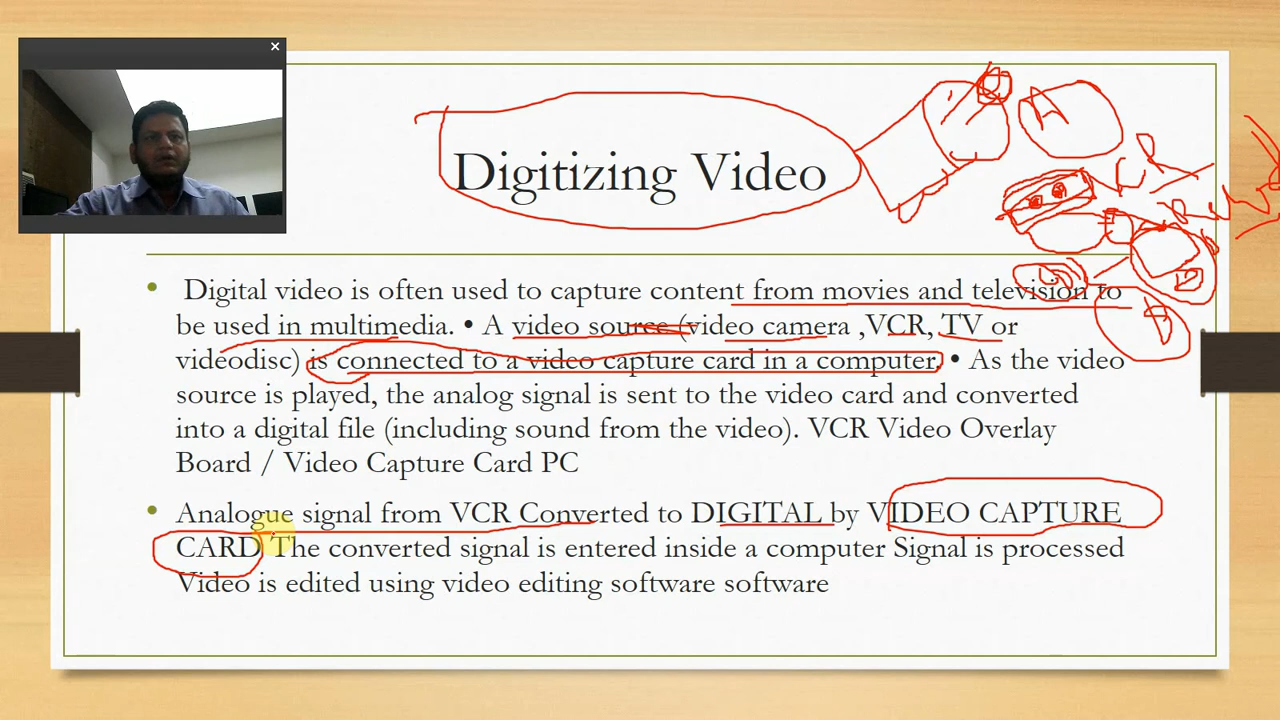 Digitizing Video
• Digital video is often used to capture content from movies and television to
be used in multimedia. • A video source (video camera ,VCR, TV or
videodisc) is connected to a video capture card in a computer. • As the video
source is played, the analog signal is sent to the video card and converted
into a digital file (including sound from the video). VCR Video Overlay
Board / Video Capture Card PC
• Analogue signal from VCR Converted to DIGITAL by VIDEO CAPTURE
CARD The converted signal is entered inside a computer Signal is processed
Video is edited using video editing software software